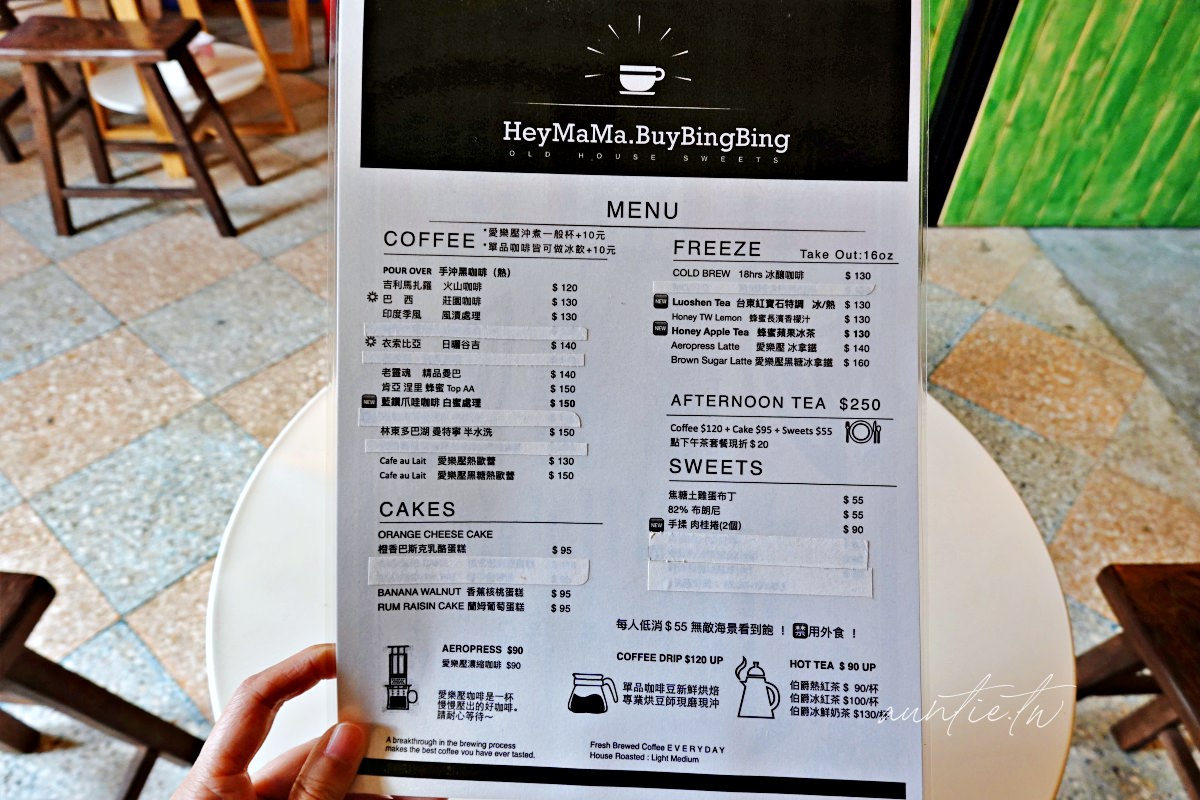 HeyMaMa.BuyBingBing
OLD HOUSE SWEETS
MENU
COFFEE
*愛樂壓沖煮一般杯+10元
*單品咖啡皆可做冰飲+10元
POUR OVER 手沖黑咖啡（熱）
吉利馬扎羅 火山咖啡 $ 120
巴 西 莊園咖啡 $ 130
印度季風 風漬處理 $ 130
衣索比亞 日曬谷吉 $ 140
老靈魂 精品曼巴 $ 140
肯亞 涅里 蜂蜜 Top AA $ 150
NEW 藍鑽爪哇咖啡 白蜜處理 $ 150
林東多巴湖 曼特寧 半水洗 $ 150
Cafe au Lait 愛樂壓熱歐蕾 $ 130
Cafe au Lait 愛樂壓黑糖熱歐蕾 $ 150
CAKES
ORANGE CHEESE CAKE
橙香巴斯克乳酪蛋糕 $ 95
BANANA WALNUT 香蕉核桃蛋糕 $ 95
RUM RAISIN CAKE 蘭姆葡萄蛋糕 $ 95
FREEZE Take Out:16oz
COLD BREW 18hrs 冰釀咖啡 $ 130
NEW Luoshen Tea 台東紅寶石特調 冰/熱 $ 130
Honey TW Lemon 蜂蜜長濱香檬汁 $ 130
NEW Honey Apple Tea 蜂蜜蘋果冰茶 $ 130
Aeropress Latte 愛樂壓 冰拿鐵 $ 140
Brown Sugar Latte 愛樂壓黑糖冰拿鐵 $ 160
AFTERNOON TEA $250
Coffee $120 + Cake $95 + Sweets $55
點下午茶套餐現折 $ 20
SWEETS
焦糖土雞蛋布丁 $ 55
82% 布朗尼 $ 55
NEW 手揉 肉桂捲(2個) $ 90
每人低消 $ 55 無敵海景看到飽 ！ 禁用外食 ！
AEROPRESS $90
愛樂壓濃縮咖啡 $90
愛樂壓咖啡是一杯
慢慢壓出的好咖啡。
請耐心等待～
A breakthrough in the brewing process
makes the best coffee you have ever tasted.
COFFEE DRIP $120 UP
單品咖啡豆新鮮烘焙
專業烘豆師現磨現沖
Fresh Brewed Coffee EVERYDAY
House Roasted : Light Medium
HOT TEA $ 90 UP
伯爵熱紅茶 $ 90/杯
伯爵冰紅茶 $100/杯
伯爵冰鮮奶茶 $130/杯
auntie.tw